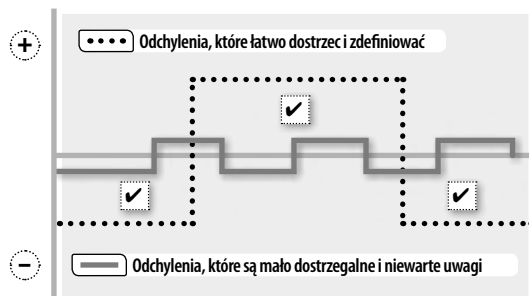 +
Odchylenia, które łatwo dostrzec i zdefiniować
✔
✔
✔
–
Odchylenia, które są mało dostrzegalne i niewarte uwagi